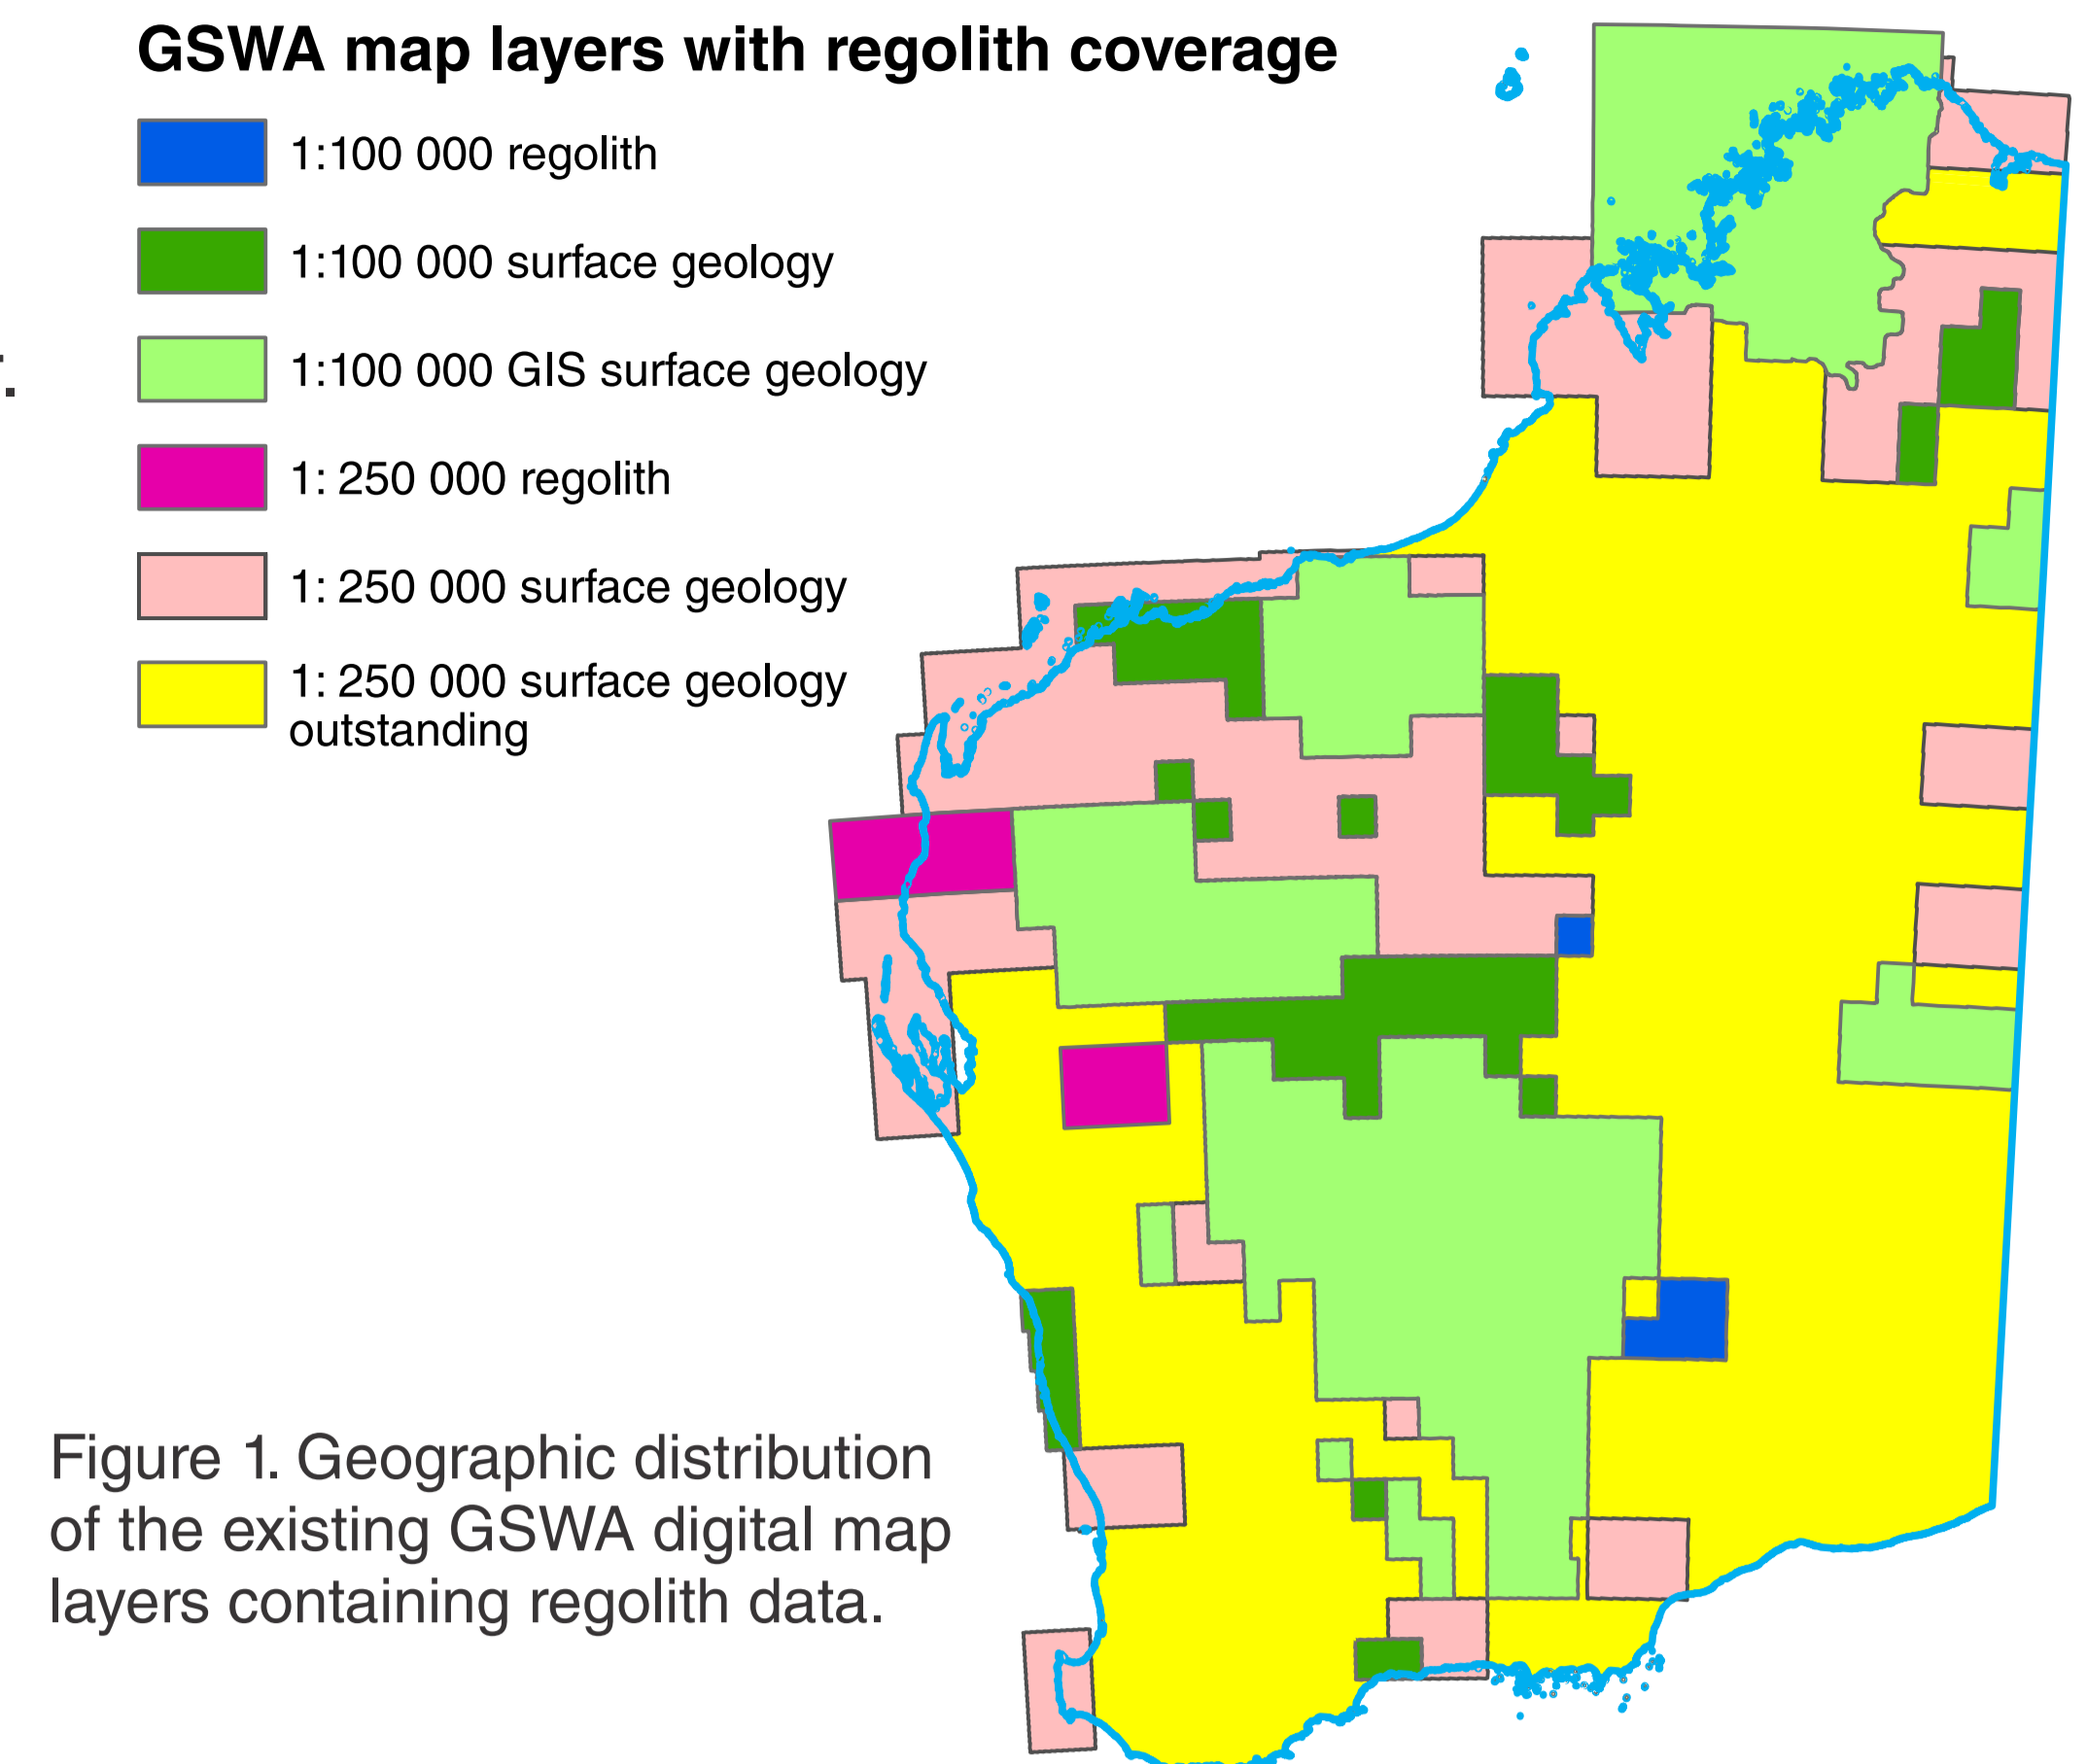 GSWA map layers with regolith coverage
1:100 000 regolith
1:100 000 surface geology
1:100 000 GIS surface geology
1: 250 000 regolith
1: 250 000 surface geology
1: 250 000 surface geology
outstanding
Figure 1. Geographic distribution
of the existing GSWA digital map
layers containing regolith data.